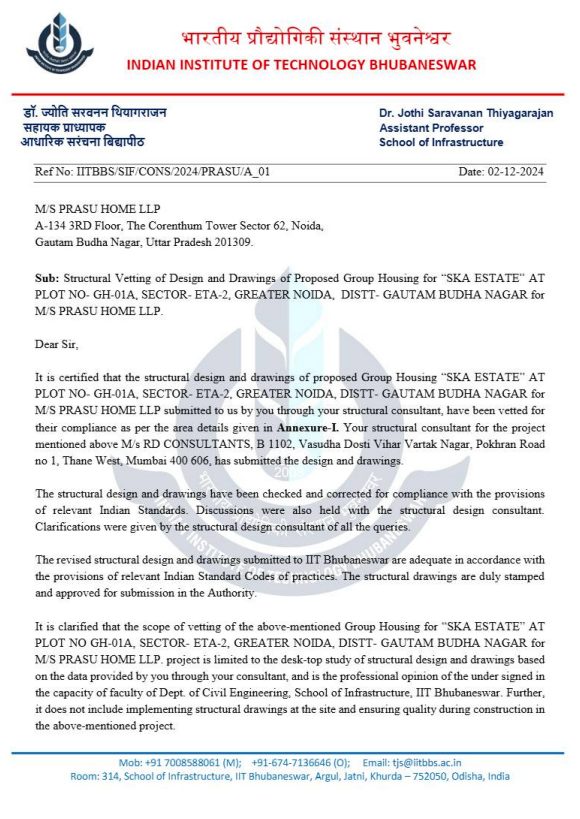 भारतीय प्रौद्योगिकी संस्थान भुवनेश्वर
INDIAN INSTITUTE OF TECHNOLOGY BHUBANESWAR
डॉ. ज्योति सरवनन थियागराजन
सहायक प्राध्यापक
आधारिक सरंचना बिद्यापीठ
Dr. Jothi Saravanan Thiyagarajan
Assistant Professor
School of Infrastructure
Ref No: IITBBS/SIF/CONS/2024/PRASU/A_01 Date: 02-12-2024
M/S PRASU HOME LLP
A-134 3RD Floor, The Corenthum Tower Sector 62, Noida,
Gautam Budha Nagar, Uttar Pradesh 201309.
Sub: Structural Vetting of Design and Drawings of Proposed Group Housing for “SKA ESTATE” AT
PLOT NO- GH-01A, SECTOR- ETA-2, GREATER NOIDA, DISTT- GAUTAM BUDHA NAGAR for
M/S PRASU HOME LLP.
Dear Sir,
It is certified that the structural design and drawings of proposed Group Housing “SKA ESTATE” AT
PLOT NO- GH-01A, SECTOR- ETA-2, GREATER NOIDA, DISTT- GAUTAM BUDHA NAGAR for
M/S PRASU HOME LLP submitted to us by you through your structural consultant, have been vetted for
their compliance as per the area details given in Annexure-I. Your structural consultant for the project
mentioned above M/s RD CONSULTANTS, B 1102, Vasudha Dosti Vihar Vartak Nagar, Pokhran Road
no 1, Thane West, Mumbai 400 606, has submitted the design and drawings.
The structural design and drawings have been checked and corrected for compliance with the provisions
of relevant Indian Standards. Discussions were also held with the structural design consultant.
Clarifications were given by the structural design consultant of all the queries.
The revised structural design and drawings submitted to IIT Bhubaneswar are adequate in accordance with
the provisions of relevant Indian Standard Codes of practices. The structural drawings are duly stamped
and approved for submission in the Authority.
It is clarified that the scope of vetting of the above-mentioned Group Housing for “SKA ESTATE” AT
PLOT NO GH-01A, SECTOR- ETA-2, GREATER NOIDA, DISTT- GAUTAM BUDHA NAGAR for
M/S PRASU HOME LLP. project is limited to the desk-top study of structural design and drawings based
on the data provided by you through your consultant, and is the professional opinion of the under signed in
the capacity of faculty of Dept. of Civil Engineering, School of Infrastructure, IIT Bhubaneswar. Further,
it does not include implementing structural drawings at the site and ensuring quality during construction in
the above-mentioned project.
Mob: +91 7008588061 (M); +91-674-7136646 (O); Email: tjs@iitbbs.ac.in
Room: 314, School of Infrastructure, IIT Bhubaneswar, Argul, Jatni, Khurda – 752050, Odisha, India